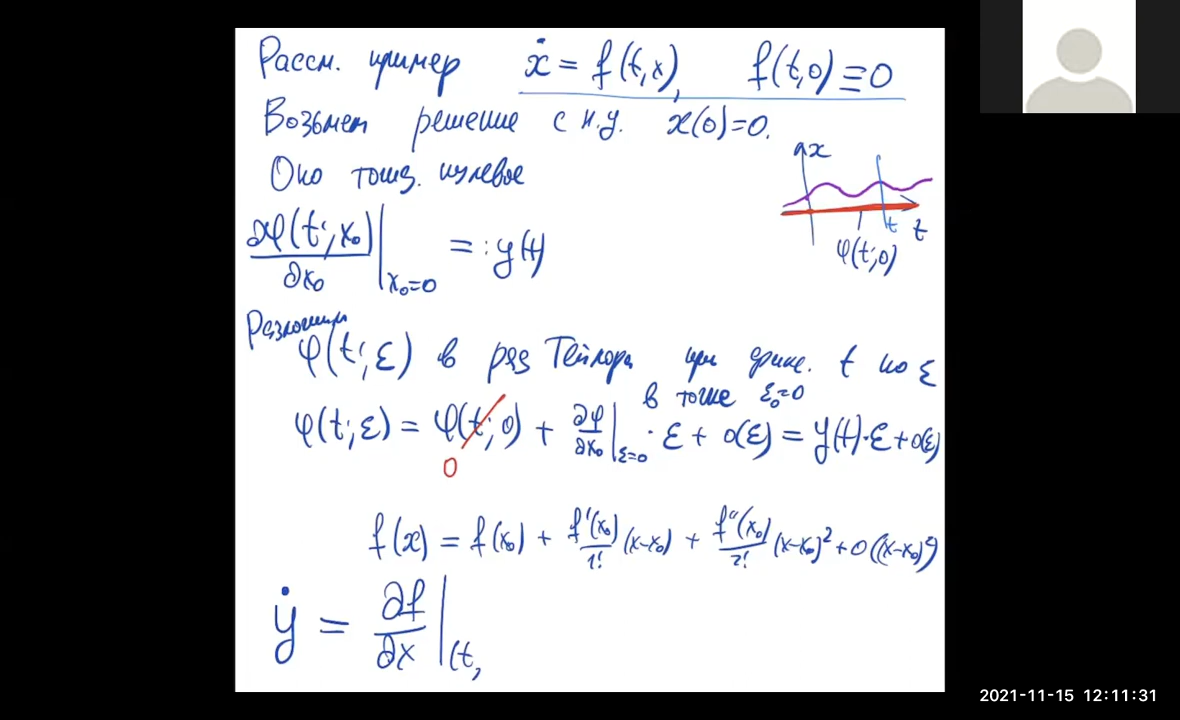 Рассм. пример ẋ = f(t,x), f(t,0) ≡ 0
Возьмем решение с н.у. x(0)=0.
Оно тожд. нулевое
x
t
t
φ(t;0)
∂φ(t;x₀)/∂x₀ |x₀=0 =: y(t)
Разложим
φ(t;ε) в ряд Тейлора при фикс. t по ε
в точке ε₀=0
φ(t;ε) = φ(t;0) + ∂φ/∂x₀ |ε=0 · ε + o(ε) = y(t)·ε + o(ε)
0
f(x) = f(x₀) + f'(x₀)/1! (x-x₀) + f''(x₀)/2! (x-x₀)² + o((x-x₀)²)
ẏ = ∂f/∂x |(t,
2021-11-15 12:11:31